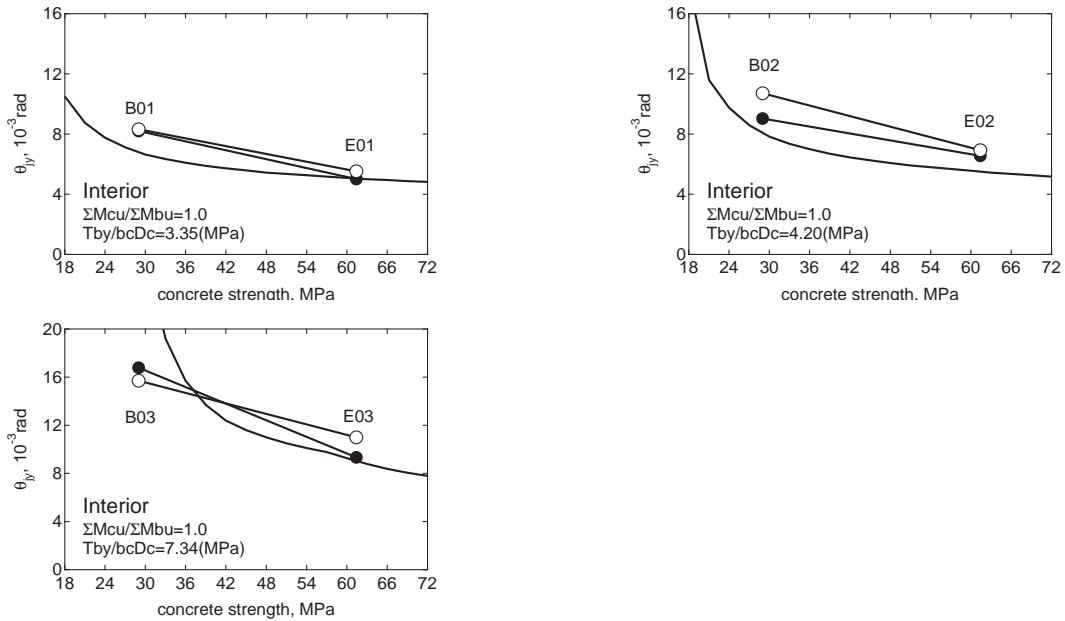 16
12
8
4
0
θjy, 10-3rad
B01
E01
Interior
ΣMcu/ΣMbu=1.0
Tby/bcDc=3.35(MPa)
18 24 30 36 42 48 54 60 66 72
concrete strength, MPa
16
12
8
4
0
θjy, 10-3rad
B02
E02
Interior
ΣMcu/ΣMbu=1.0
Tby/bcDc=4.20(MPa)
18 24 30 36 42 48 54 60 66 72
concrete strength, MPa
20
16
12
8
4
0
θjy, 10-3rad
B03
E03
Interior
ΣMcu/ΣMbu=1.0
Tby/bcDc=7.34(MPa)
18 24 30 36 42 48 54 60 66 72
concrete strength, MPa